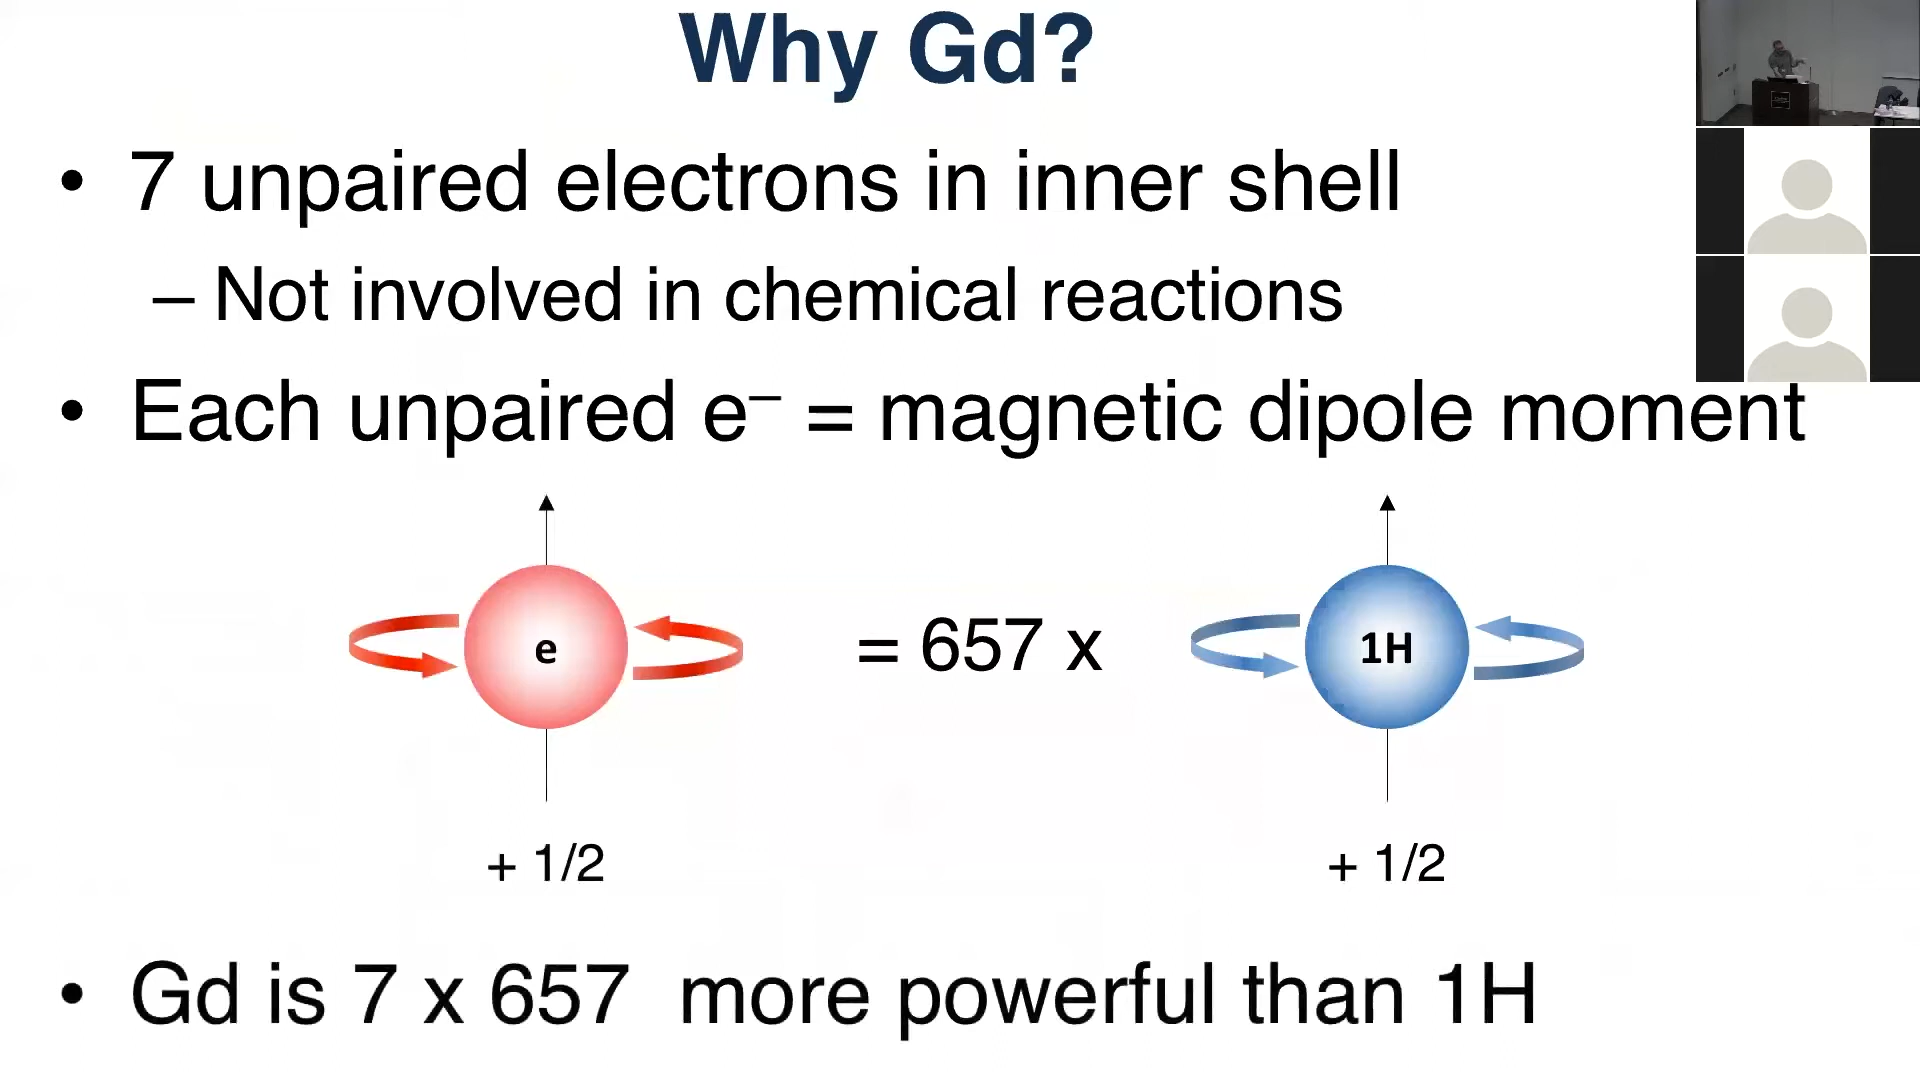 Why Gd?
• 7 unpaired electrons in inner shell
– Not involved in chemical reactions
• Each unpaired e⁻ = magnetic dipole moment
e = 657 x 1H
+ 1/2 + 1/2
• Gd is 7 x 657 more powerful than 1H